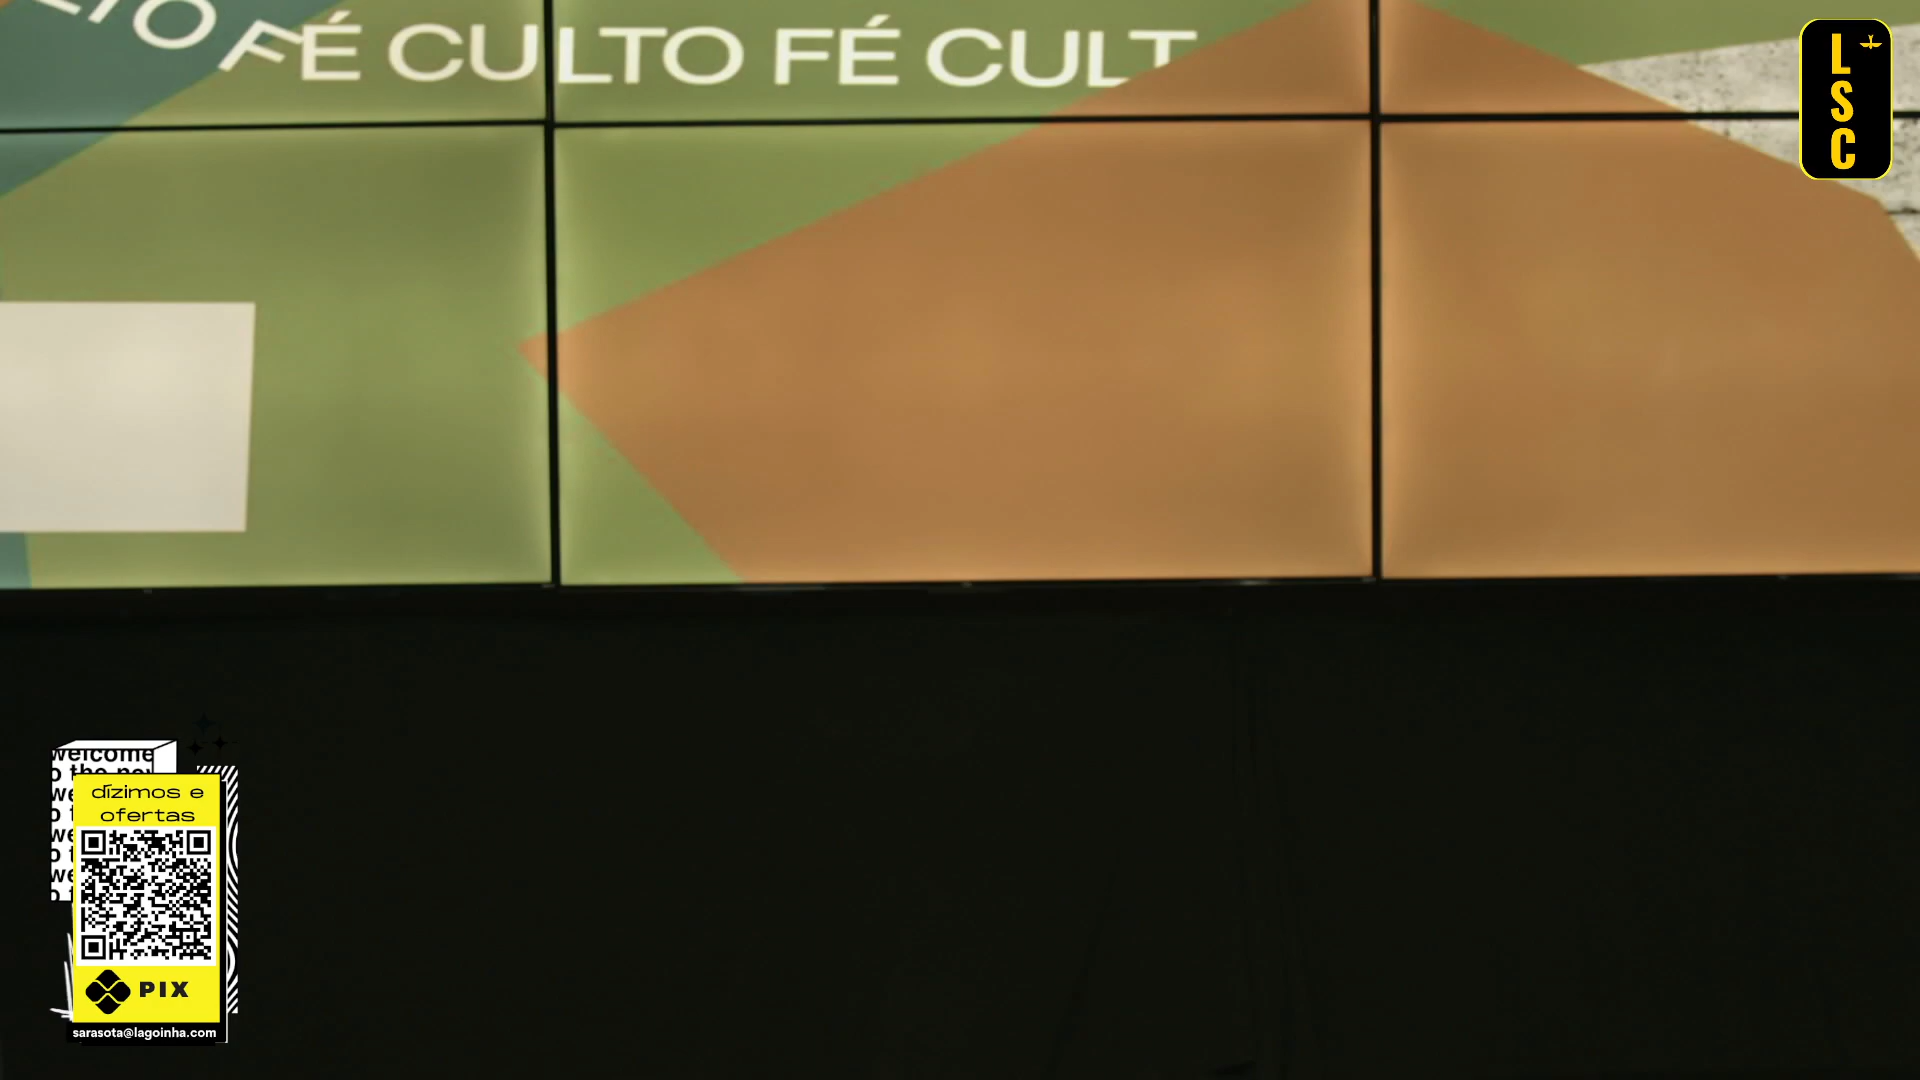 FÉ CULTO FÉ CULT
L
S
C
welcome
dízimos e
ofertas
PIX
sarasota@lagoinha.com